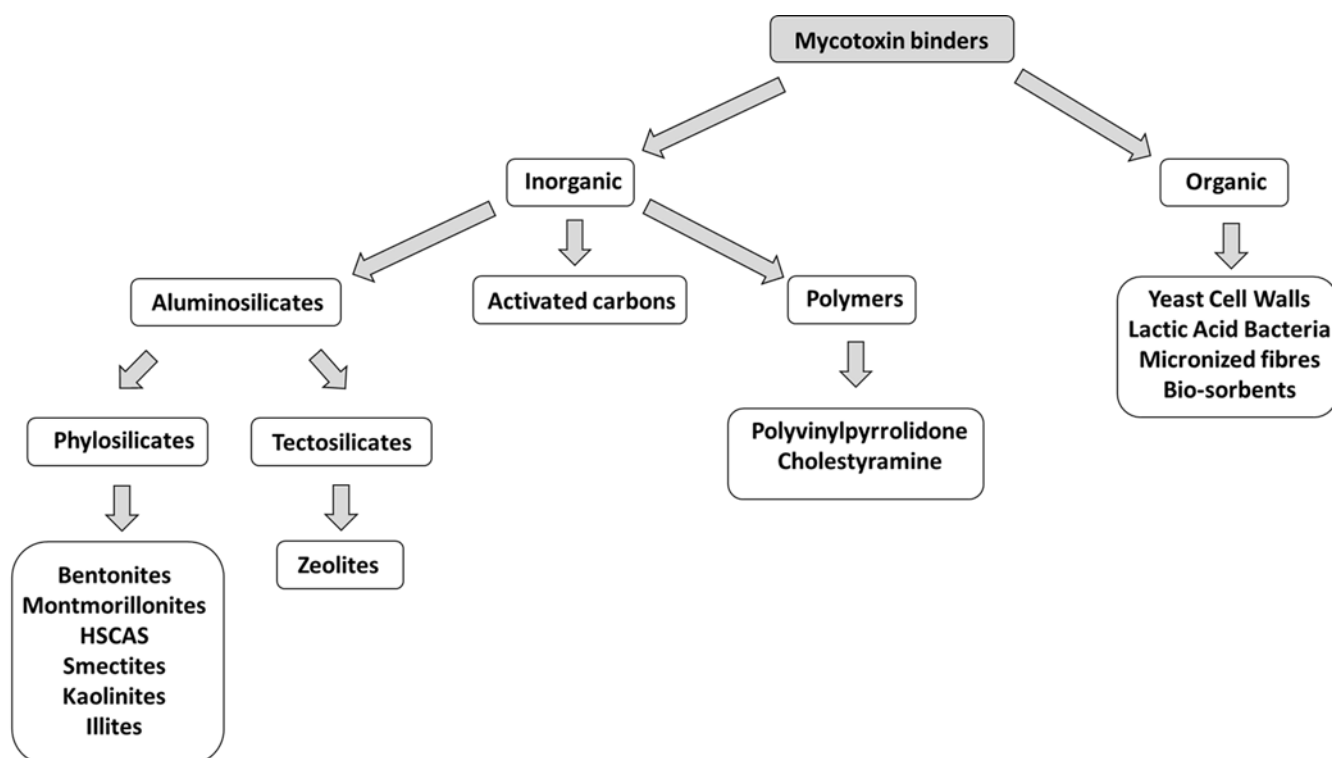 Mycotoxin binders
Inorganic
Organic
Aluminosilicates
Activated carbons
Polymers
Yeast Cell Walls
Lactic Acid Bacteria
Micronized fibres
Bio-sorbents
Phylosilicates
Tectosilicates
Polyvinylpyrrolidone
Cholestyramine
Bentonites
Montmorillonites
HSCAS
Smectites
Kaolinites
Illites
Zeolites